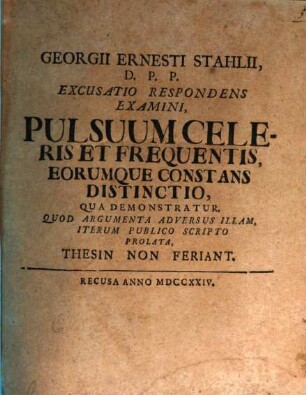 GEORGII ERNESTI STAHLII,
D. P. P.
EXCUSATIO RESPONDENS
EXAMINI,
PULSUUM CELE-
RIS ET FREQUENTIS,
EORUMQUE CONSTANS
DISTINCTIO,
QUA DEMONSTRATUR.
QUOD ARGUMENTA ADVERSUS ILLAM,
ITERUM PUBLICO SCRIPTO
PROLATA,
THESIN NON FERIANT.
RECUSA ANNO MDCCXXIV.